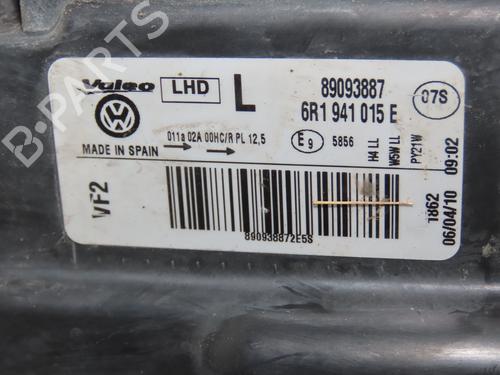 B-PARTS
Valeo
LHD
L
89093887
6R1 941 015 E
07S
011a 02A 00HC/R PL 12,5
E9
5856
H4 LL
W5W LL
PY21W
MADE IN SPAIN
VF2
890938872E5S
1862
06/04/10 09:02